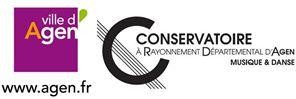 ville d'
Agen
www.agen.fr
CONSERVATOIRE
À RAYONNEMENT DÉPARTEMENTAL D'AGEN
MUSIQUE & DANSE